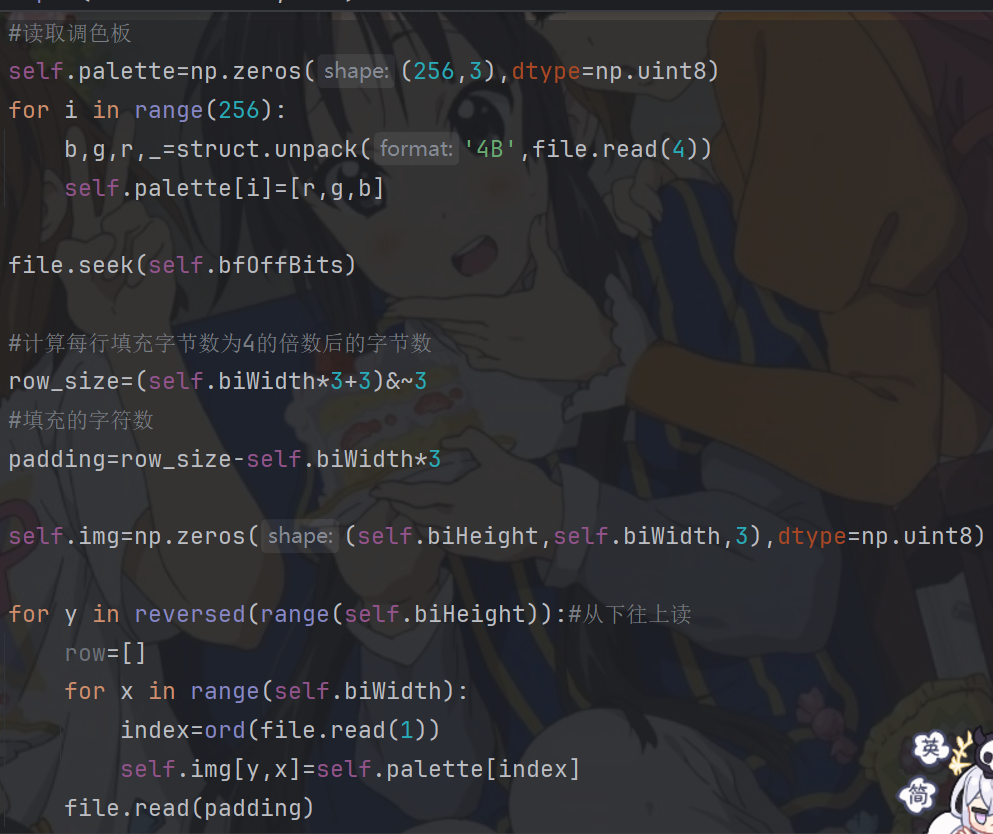 #读取调色板
self.palette=np.zeros( shape: (256,3),dtype=np.uint8)
for i in range(256):
    b,g,r,_=struct.unpack( format: '4B',file.read(4))
    self.palette[i]=[r,g,b]
file.seek(self.bfOffBits)
#计算每行填充字节数为4的倍数后的字节数
row_size=(self.biWidth*3+3)&~3
#填充的字符数
padding=row_size-self.biWidth*3
self.img=np.zeros( shape: (self.biHeight,self.biWidth,3),dtype=np.uint8)
for y in reversed(range(self.biHeight)):#从下往上读
    row=[]
    for x in range(self.biWidth):
        index=ord(file.read(1))
        self.img[y,x]=self.palette[index]
    file.read(padding)
英
简